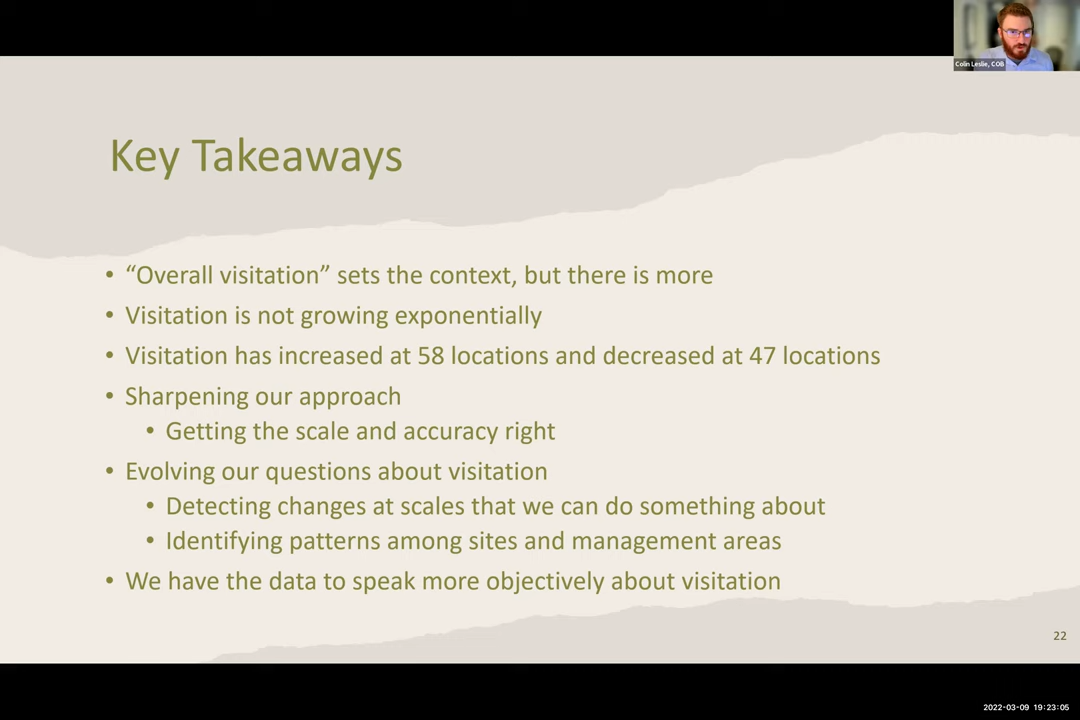 Colin Leslie, COB
Key Takeaways
• “Overall visitation” sets the context, but there is more
• Visitation is not growing exponentially
• Visitation has increased at 58 locations and decreased at 47 locations
• Sharpening our approach
• Getting the scale and accuracy right
• Evolving our questions about visitation
• Detecting changes at scales that we can do something about
• Identifying patterns among sites and management areas
• We have the data to speak more objectively about visitation
22
2022-03-09 19:23:05